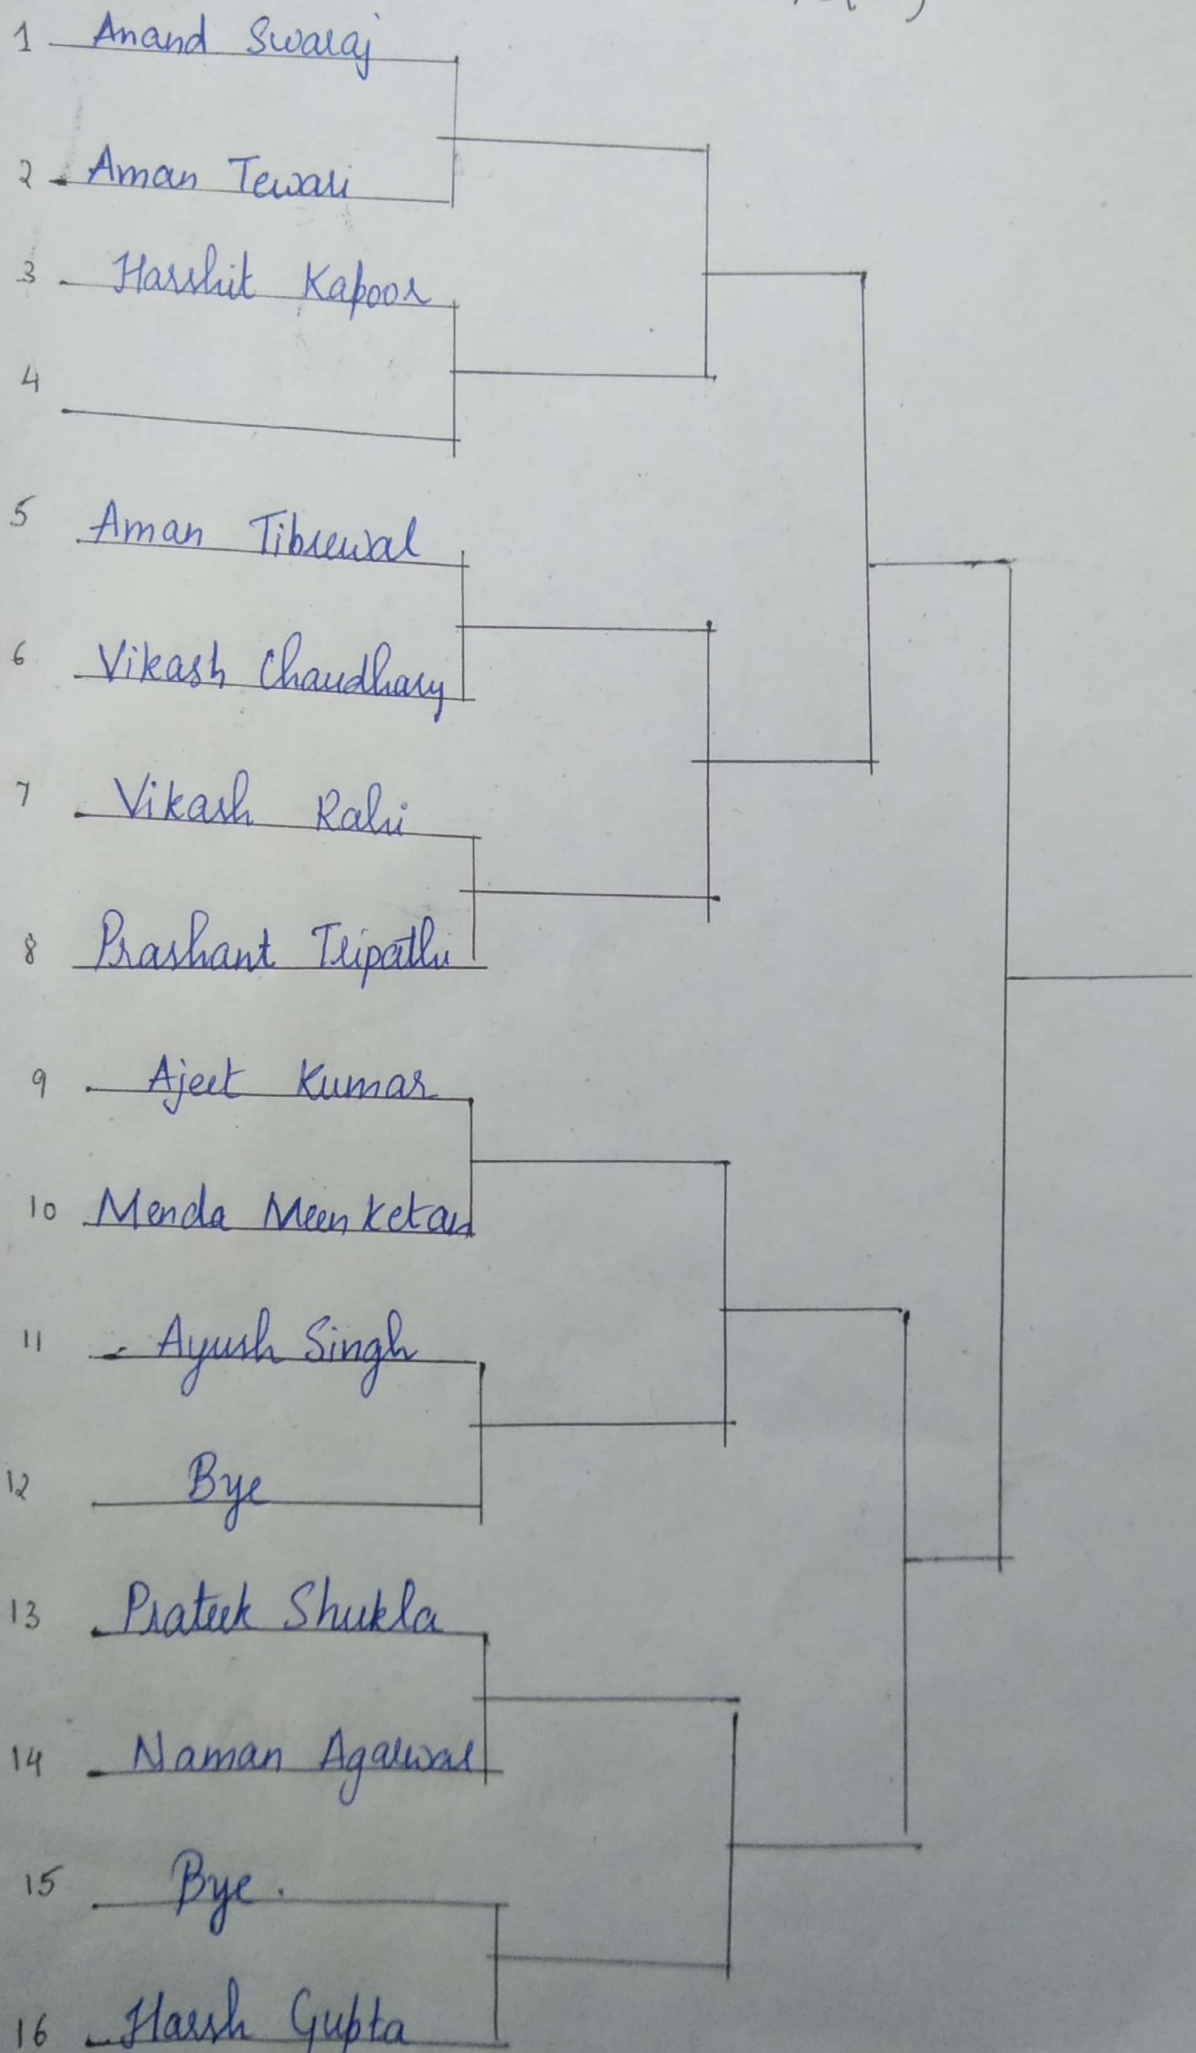 1 Anand Swaraj
2 Aman Tewari
3 Harshit Kapoor
4
5 Aman Tibrewal
6 Vikash Chaudhary
7 Vikash Rahi
8 Prashant Tripathi
9 Ajeet Kumar
10 Menda Meen Ketan
11 Ayush Singh
12 Bye
13 Prateek Shukla
14 Naman Agarwal
15 Bye.
16 Harsh Gupta